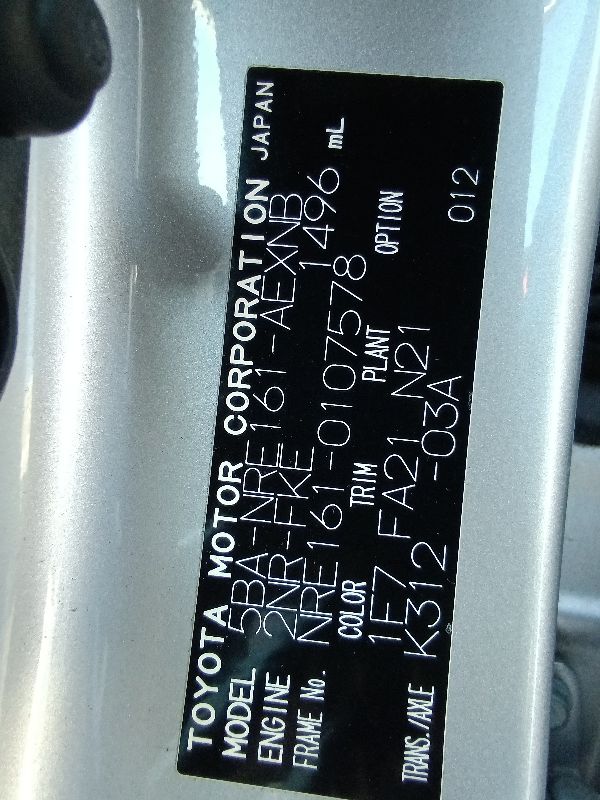 TOYOTA MOTOR CORPORATION JAPAN
MODEL 5BA-NRE161-AEXNB
ENGINE 2NR-FKE 1496 mL
FRAME No. NRE161-0107578
COLOR TRIM PLANT OPTION
1F7 FA21 N21
TRANS./AXLE K312 -03A 012